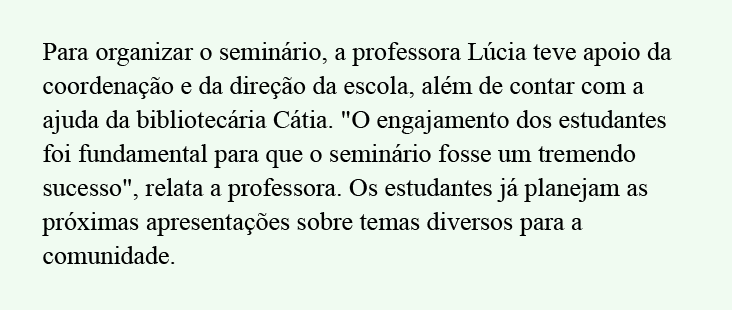 Para organizar o seminário, a professora Lúcia teve apoio da
coordenação e da direção da escola, além de contar com a
ajuda da bibliotecária Cátia. "O engajamento dos estudantes
foi fundamental para que o seminário fosse um tremendo
sucesso", relata a professora. Os estudantes já planejam as
próximas apresentações sobre temas diversos para a
comunidade.